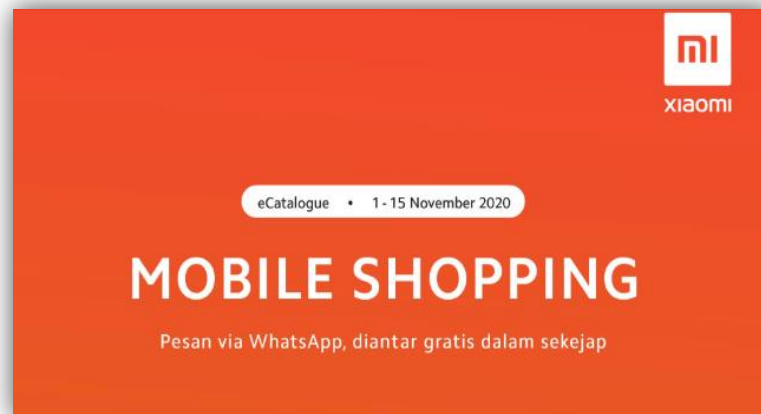 mi
xiaomi
eCatalogue • 1 - 15 November 2020
MOBILE SHOPPING
Pesan via WhatsApp, diantar gratis dalam sekejap